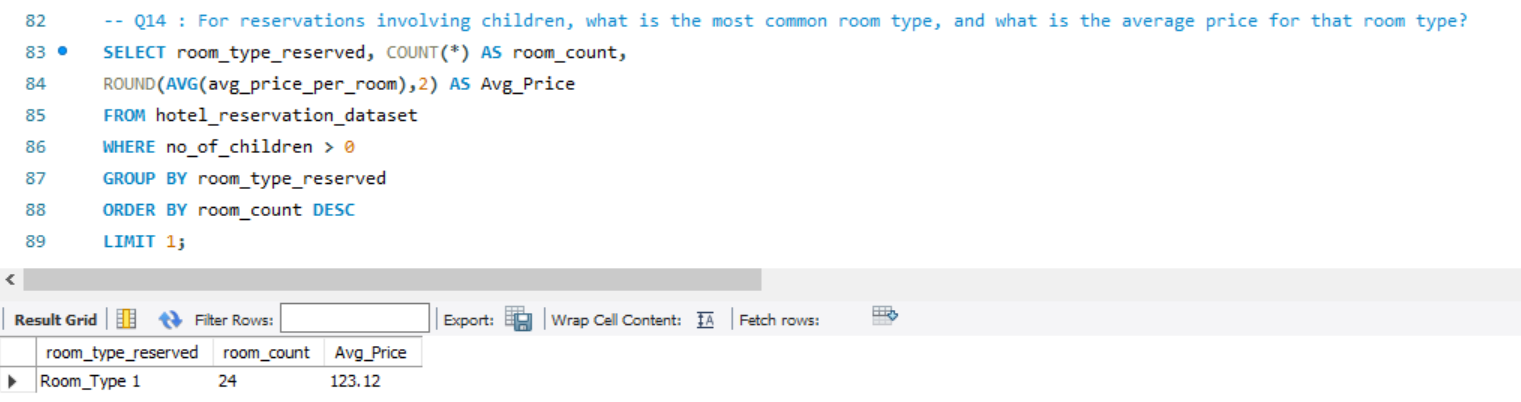 82 -- Q14 : For reservations involving children, what is the most common room type, and what is the average price for that room type?
83 SELECT room_type_reserved, COUNT(*) AS room_count,
84 ROUND(AVG(avg_price_per_room),2) AS Avg_Price
85 FROM hotel_reservation_dataset
86 WHERE no_of_children > 0
87 GROUP BY room_type_reserved
88 ORDER BY room_count DESC
89 LIMIT 1;
Result Grid Filter Rows: Export: Wrap Cell Content: Fetch rows:
room_type_reserved room_count Avg_Price
Room_Type 1 24 123.12